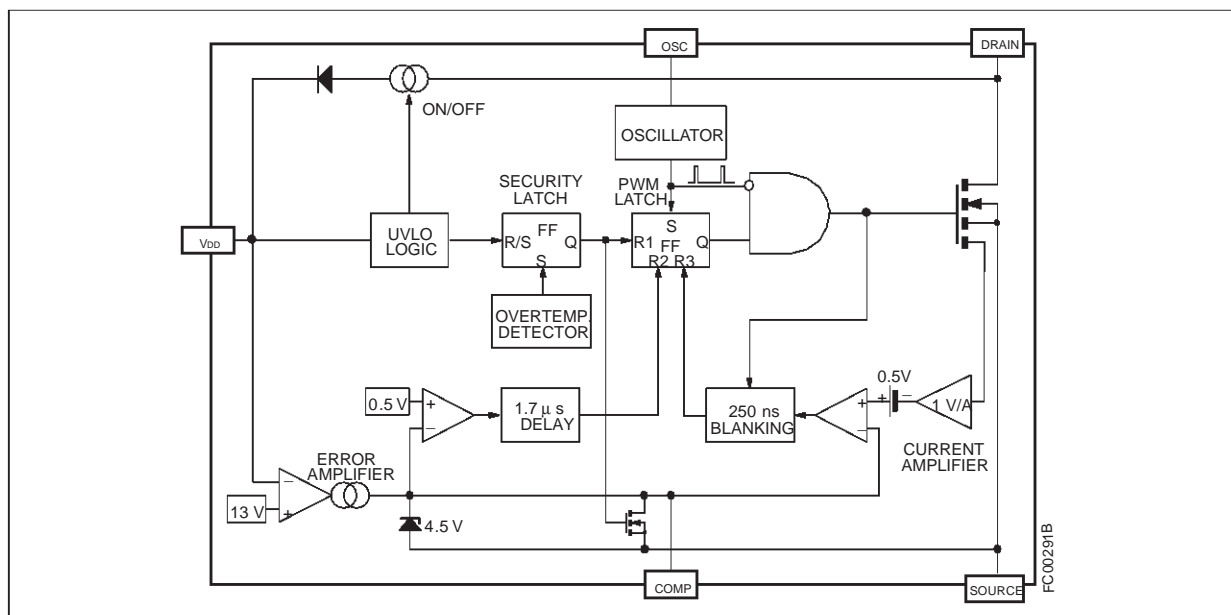 OSC
DRAIN
ON/OFF
OSCILLATOR
SECURITY
LATCH
PWM
LATCH
VDD
UVLO
LOGIC
R/S
FF
Q
S
R1
S
FF
Q
R2 R3
OVERTEMP.
DETECTOR
0.5 V
+
−
1.7 μ s
DELAY
250 ns
BLANKING
+
−
0.5V
+
−
1 V/A
CURRENT
AMPLIFIER
ERROR
AMPLIFIER
13 V
−
+
4.5 V
COMP
SOURCE
FC00291B